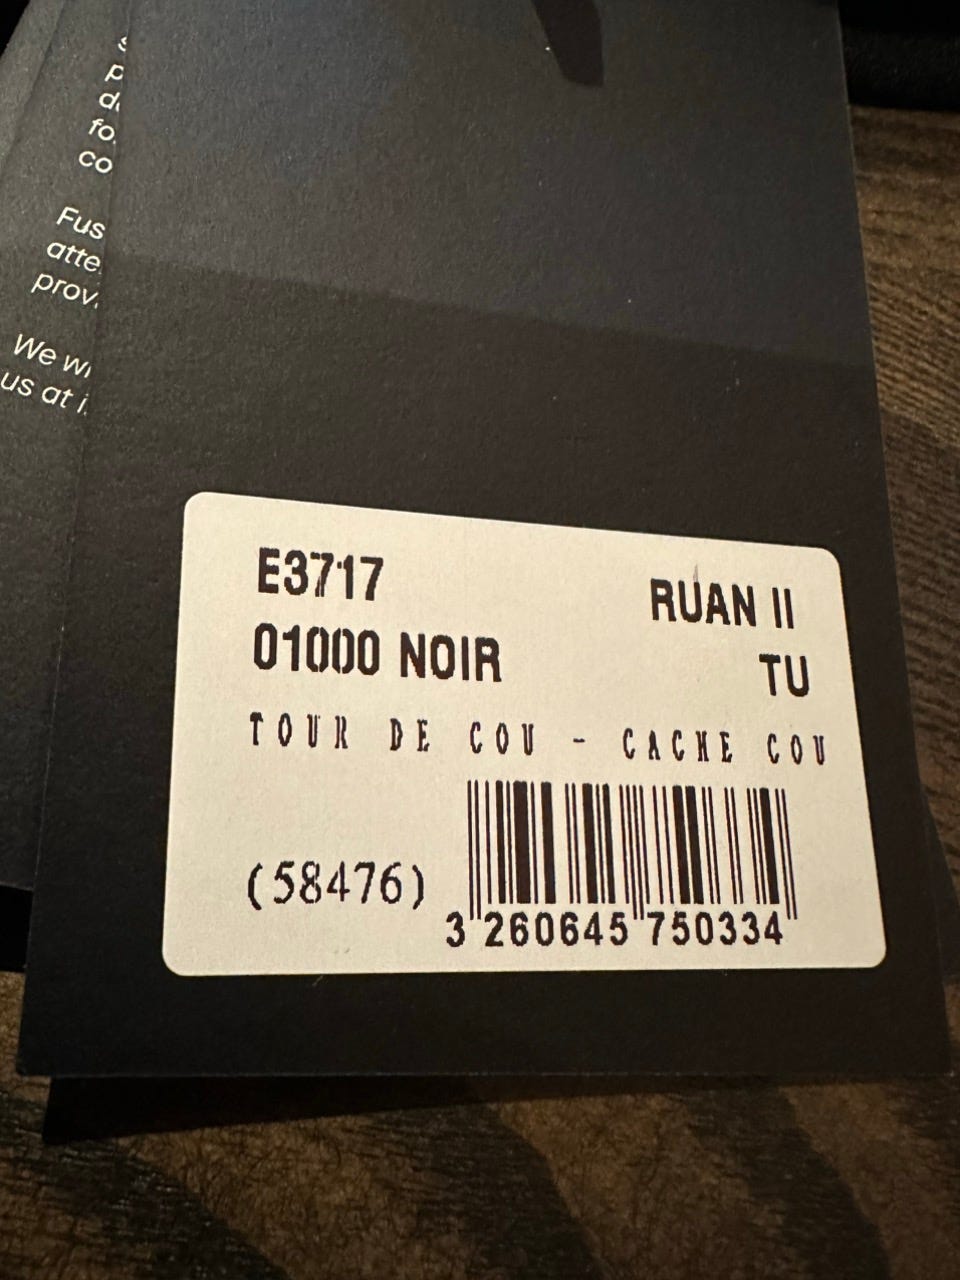 Fus
We
us at
E3717
RUAN II
01000 NOIR
TU
TOUR DE COU - CACHE COU
(58476)
3 260645 750334